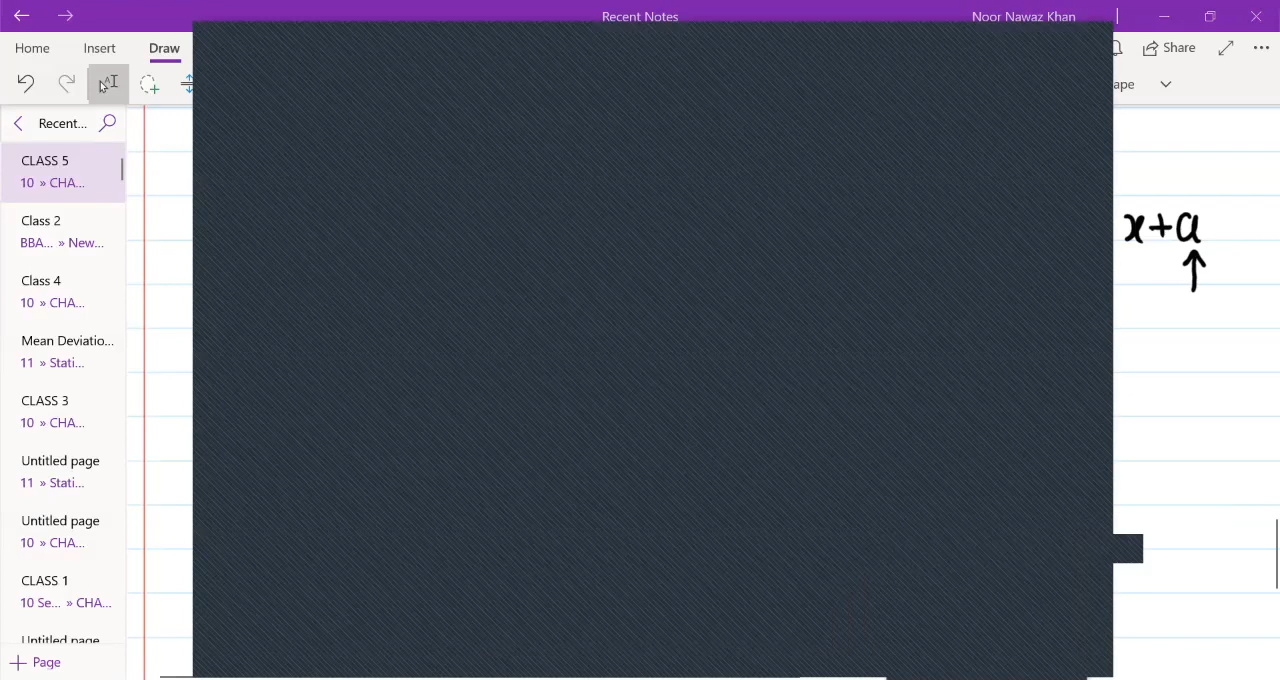 Recent Notes
Noor Nawaz Khan
Home Insert Draw
Share
Recent...
CLASS 5
10 » CHA...
Class 2
BBA... » New...
Class 4
10 » CHA...
Mean Deviatio...
11 » Stati...
CLASS 3
10 » CHA...
Untitled page
11 » Stati...
Untitled page
10 » CHA...
CLASS 1
10 Se... » CHA...
Untitled page
Page
x+a